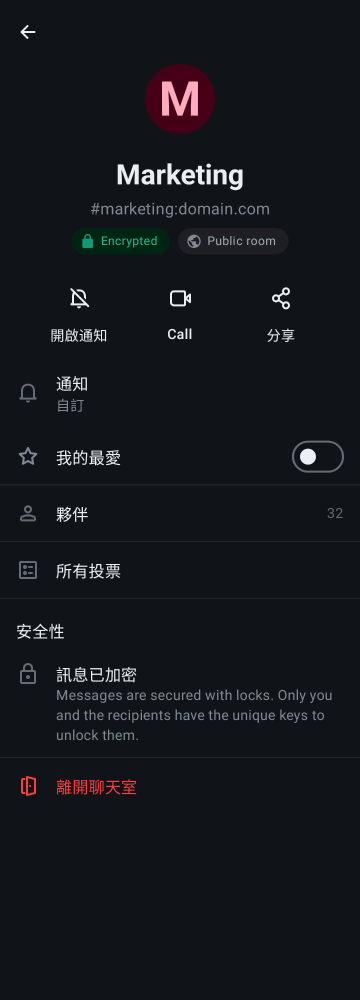 M
Marketing
#marketing:domain.com
Encrypted
Public room
開啟通知
Call
分享
通知
自訂
我的最愛
夥伴
32
所有投票
安全性
訊息已加密
Messages are secured with locks. Only you
and the recipients have the unique keys to
unlock them.
離開聊天室